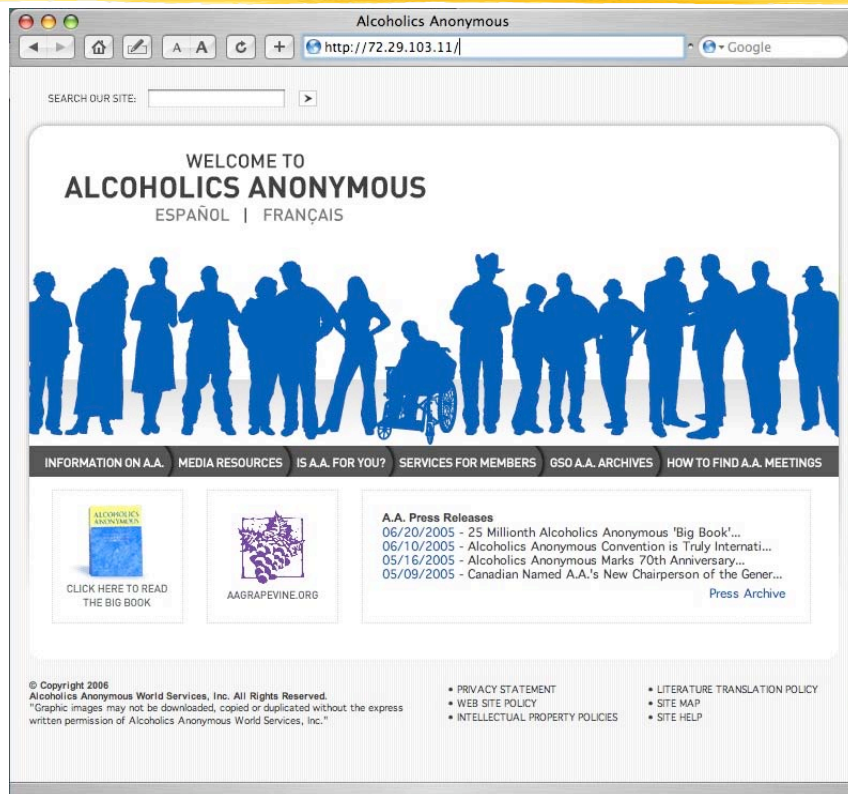 Alcoholics Anonymous
A A
http://72.29.103.11/
Google
SEARCH OUR SITE:
WELCOME TO
ALCOHOLICS ANONYMOUS
ESPAÑOL | FRANÇAIS
INFORMATION ON A.A. MEDIA RESOURCES IS A.A. FOR YOU? SERVICES FOR MEMBERS GSO A.A. ARCHIVES HOW TO FIND A.A. MEETINGS
ALCOHOLICS
ANONYMOUS
CLICK HERE TO READ
THE BIG BOOK
AAGRAPEVINE.ORG
A.A. Press Releases
06/20/2005 - 25 Millionth Alcoholics Anonymous 'Big Book'...
06/10/2005 - Alcoholics Anonymous Convention is Truly Internati...
05/16/2005 - Alcoholics Anonymous Marks 70th Anniversary...
05/09/2005 - Canadian Named A.A.'s New Chairperson of the Gener...
Press Archive
© Copyright 2006
Alcoholics Anonymous World Services, Inc. All Rights Reserved.
"Graphic images may not be downloaded, copied or duplicated without the express
written permission of Alcoholics Anonymous World Services, Inc."
• PRIVACY STATEMENT
• WEB SITE POLICY
• INTELLECTUAL PROPERTY POLICIES
• LITERATURE TRANSLATION POLICY
• SITE MAP
• SITE HELP